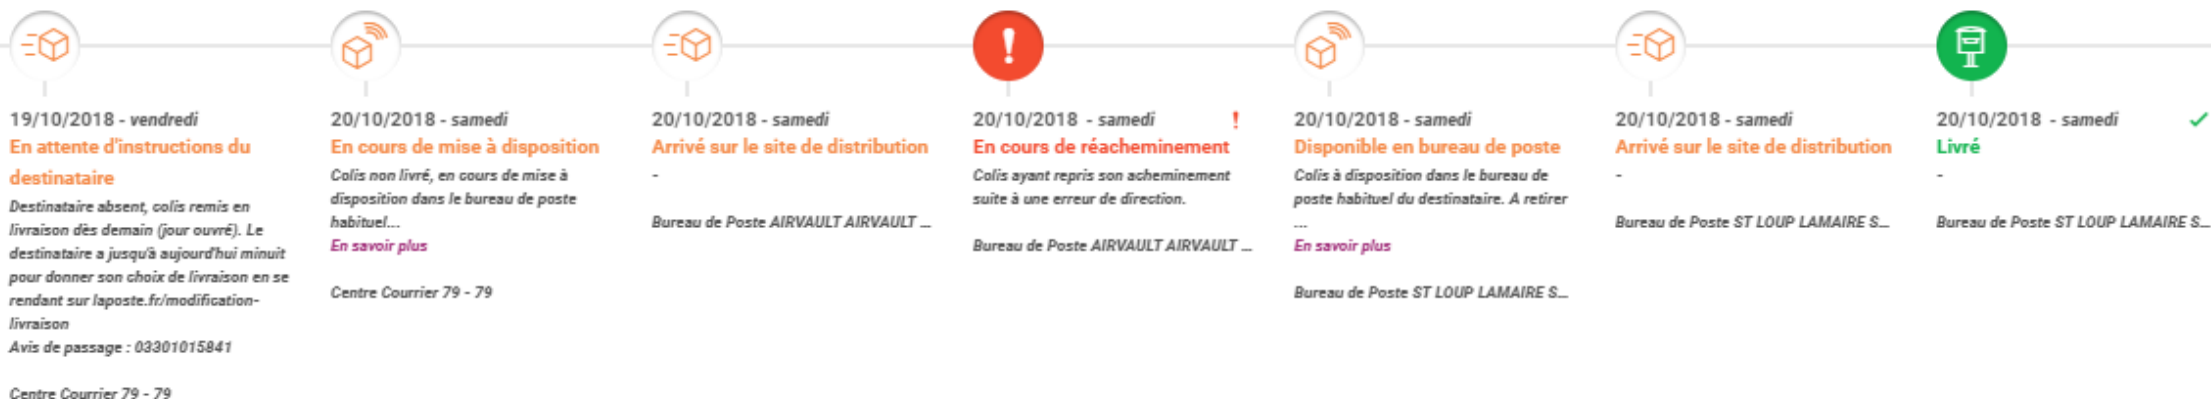 19/10/2018 - vendredi
En attente d'instructions du
destinataire
Destinataire absent, colis remis en
livraison dès demain (jour ouvré). Le
destinataire a jusqu'à aujourd'hui minuit
pour donner son choix de livraison en se
rendant sur laposte.fr/modification-
livraison
Avis de passage : 03301015841
Centre Courrier 79 - 79
20/10/2018 - samedi
En cours de mise à disposition
Colis non livré, en cours de mise à
disposition dans le bureau de poste
habituel...
En savoir plus
Centre Courrier 79 - 79
20/10/2018 - samedi
Arrivé sur le site de distribution
-
Bureau de Poste AIRVAULT AIRVAULT ...
20/10/2018 - samedi !
En cours de réacheminement
Colis ayant repris son acheminement
suite à une erreur de direction.
Bureau de Poste AIRVAULT AIRVAULT ...
20/10/2018 - samedi
Disponible en bureau de poste
Colis à disposition dans le bureau de
poste habituel du destinataire. A retirer
...
En savoir plus
Bureau de Poste ST LOUP LAMAIRE S...
20/10/2018 - samedi
Arrivé sur le site de distribution
-
Bureau de Poste ST LOUP LAMAIRE S...
20/10/2018 - samedi
Livré
-
Bureau de Poste ST LOUP LAMAIRE S...